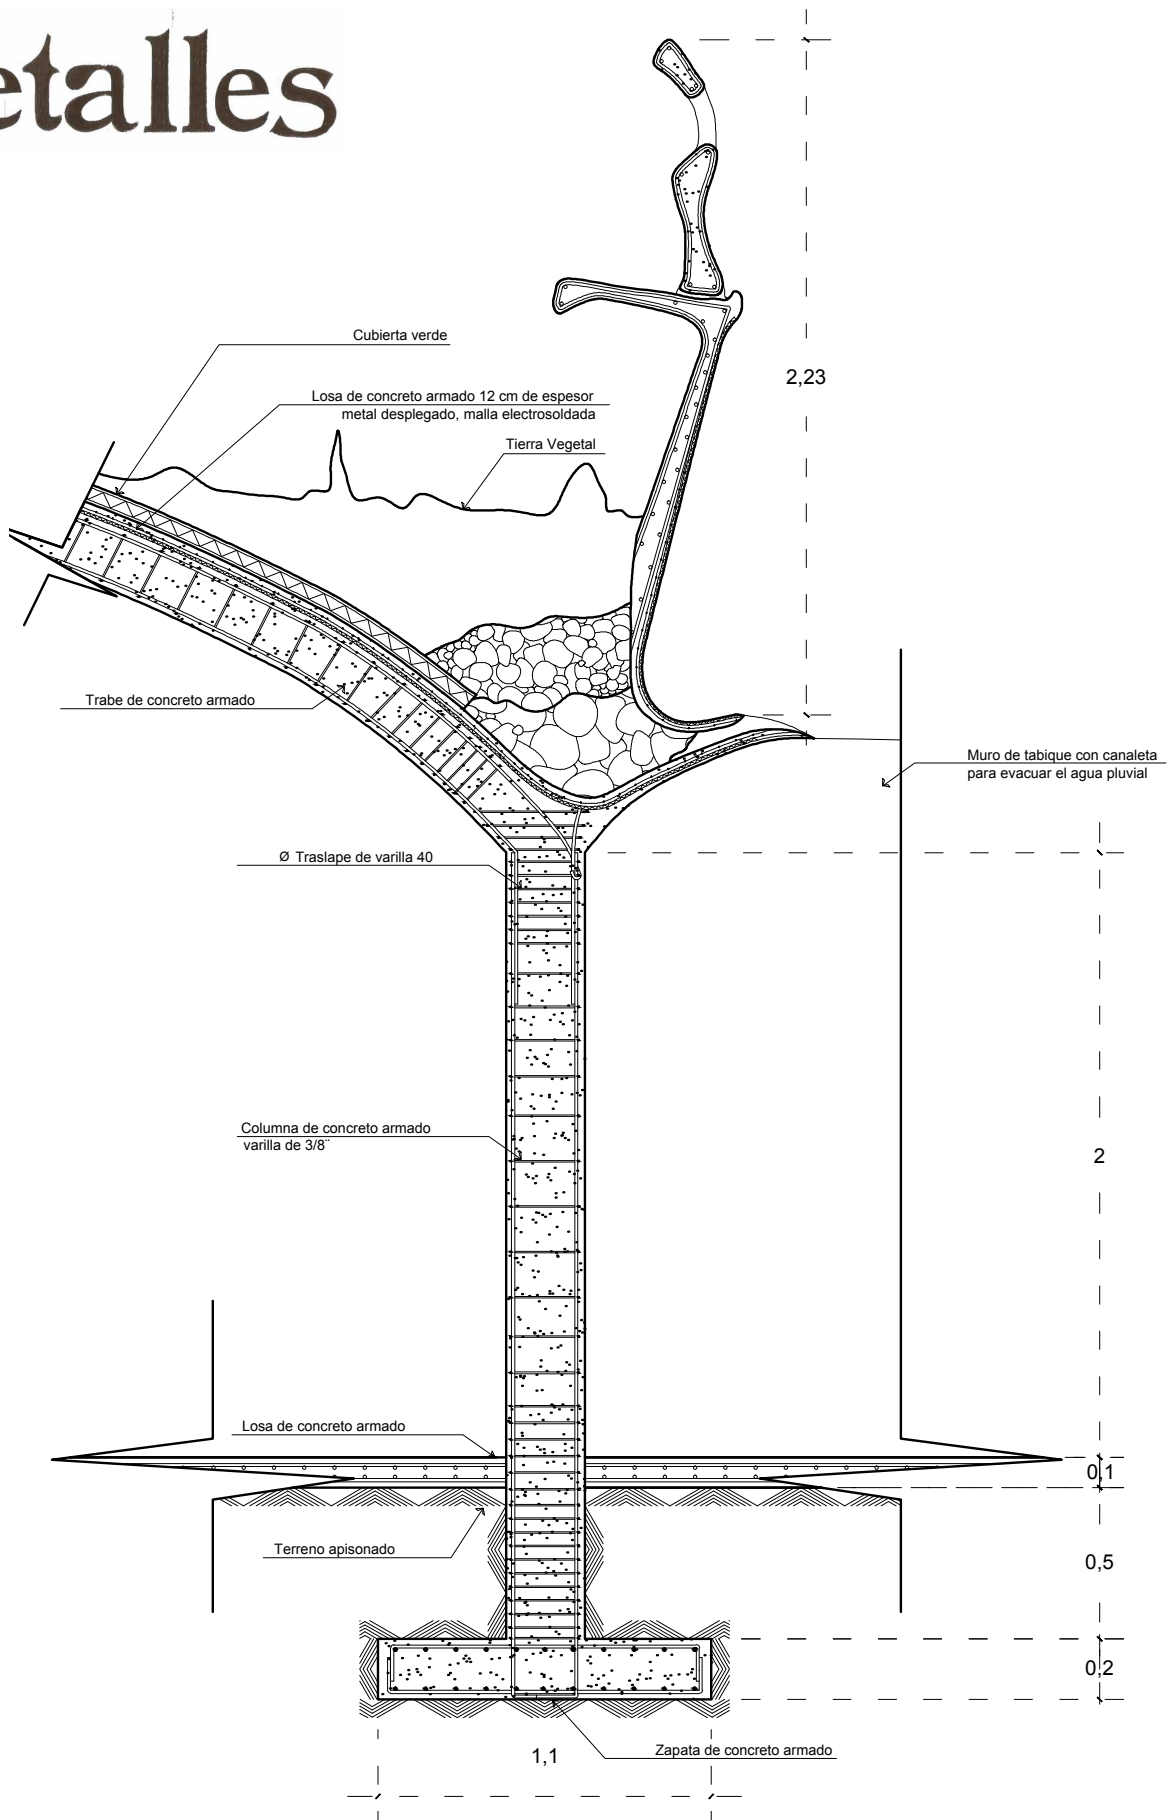 etalles
2,23
Cubierta verde
Losa de concreto armado 12 cm de espesor
metal desplegado, malla electrosoldada
Tierra Vegetal
Trabe de concreto armado
Muro de tabique con canaleta
para evacuar el agua pluvial
Ø Traslape de varilla 40
Columna de concreto armado
varilla de 3/8¨
2
Losa de concreto armado
0,1
Terreno apisonado
0,5
0,2
Zapata de concreto armado
1,1